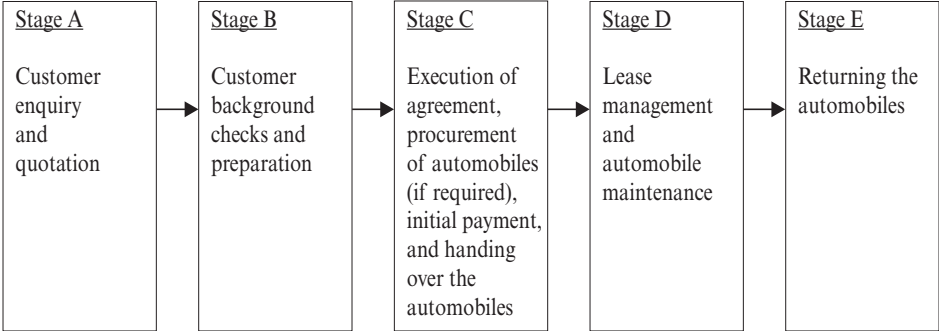 Stage A
Customer
enquiry
and
quotation
Stage B
Customer
background
checks and
preparation
Stage C
Execution of
agreement,
procurement
of automobiles
(if required),
initial payment,
and handing
over the
automobiles
Stage D
Lease
management
and
automobile
maintenance
Stage E
Returning the
automobiles